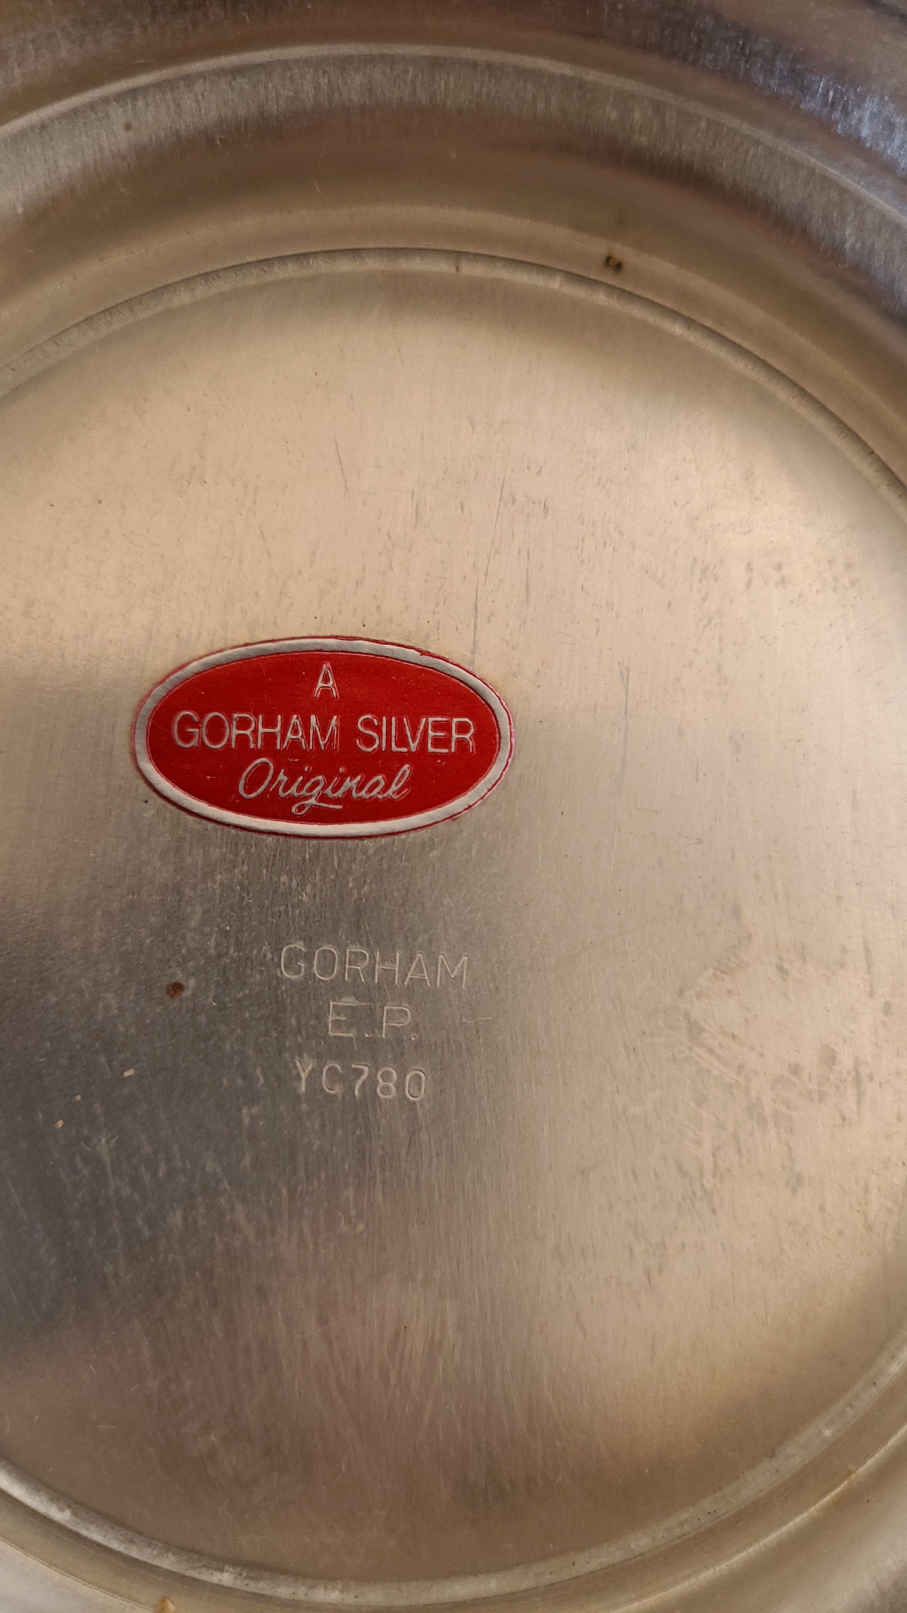 A
GORHAM SILVER
Original
GORHAM
E.P.
YC780